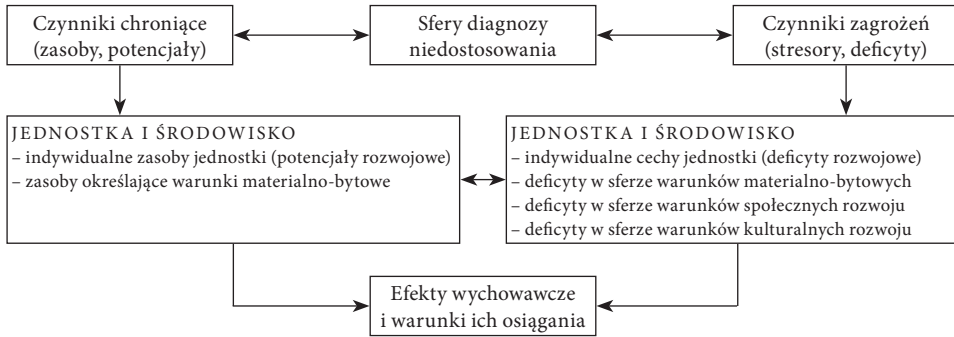 Czynniki chroniące
(zasoby, potencjały)
Sfery diagnozy
niedostosowania
Czynniki zagrożeń
(stresory, deficyty)
JEDNOSTKA I ŚRODOWISKO
– indywidualne zasoby jednostki (potencjały rozwojowe)
– zasoby określające warunki materialno-bytowe
JEDNOSTKA I ŚRODOWISKO
– indywidualne cechy jednostki (deficyty rozwojowe)
– deficyty w sferze warunków materialno-bytowych
– deficyty w sferze warunków społecznych rozwoju
– deficyty w sferze warunków kulturalnych rozwoju
Efekty wychowawcze
i warunki ich osiągania